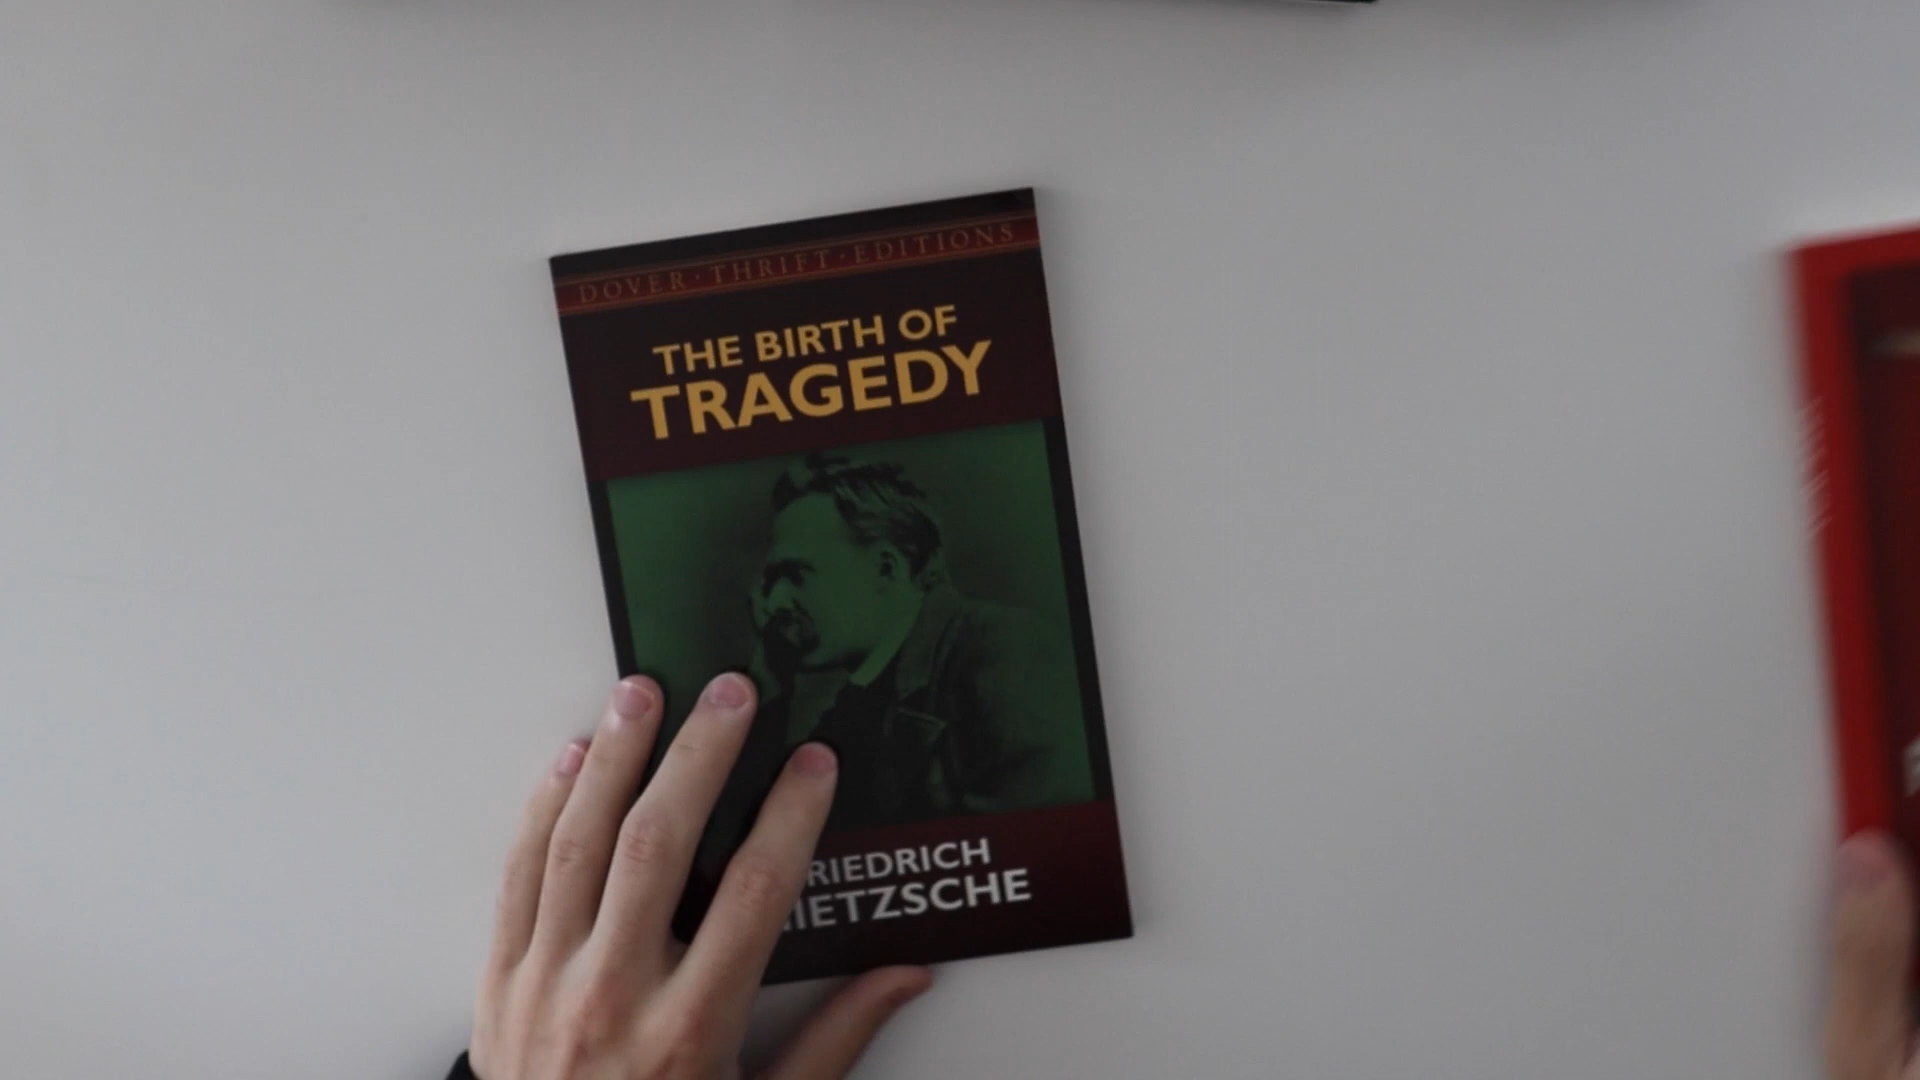 DOVER · THRIFT · EDITIONS
THE BIRTH OF
TRAGEDY
RIEDRICH
IETZSCHE